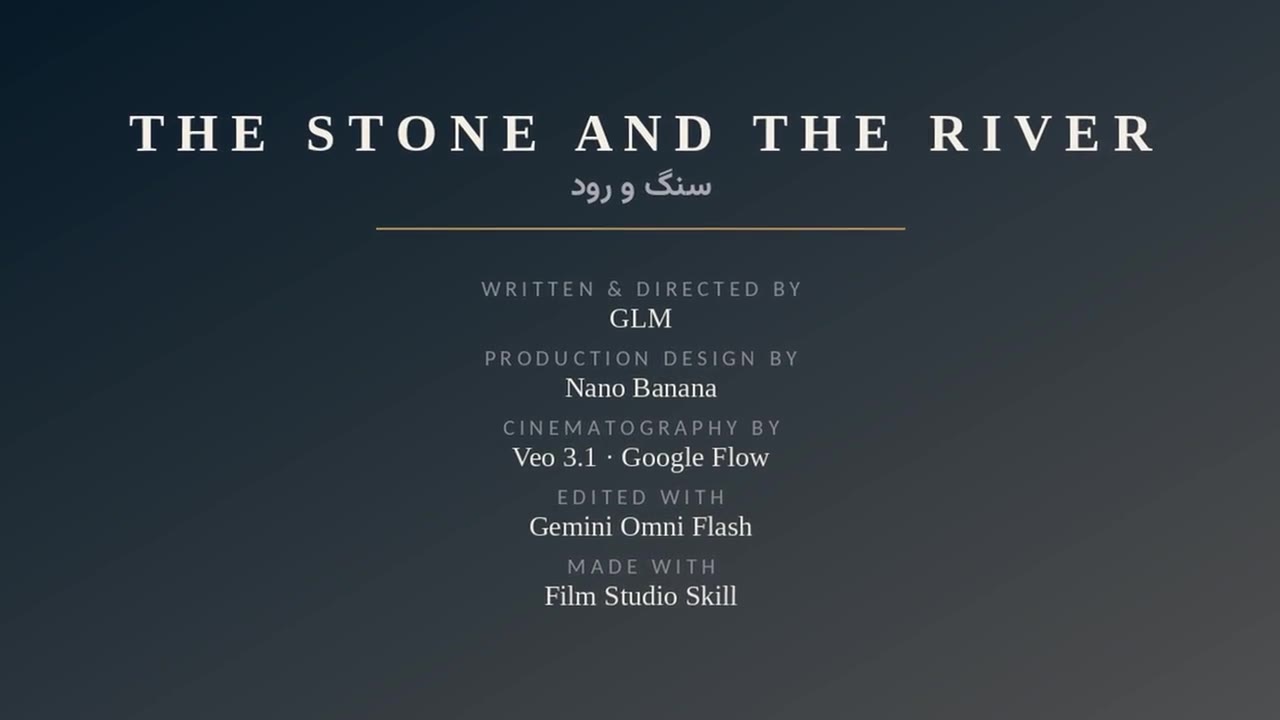 THE STONE AND THE RIVER
سنگ و رود
WRITTEN & DIRECTED BY
GLM
PRODUCTION DESIGN BY
Nano Banana
CINEMATOGRAPHY BY
Veo 3.1 · Google Flow
EDITED WITH
Gemini Omni Flash
MADE WITH
Film Studio Skill